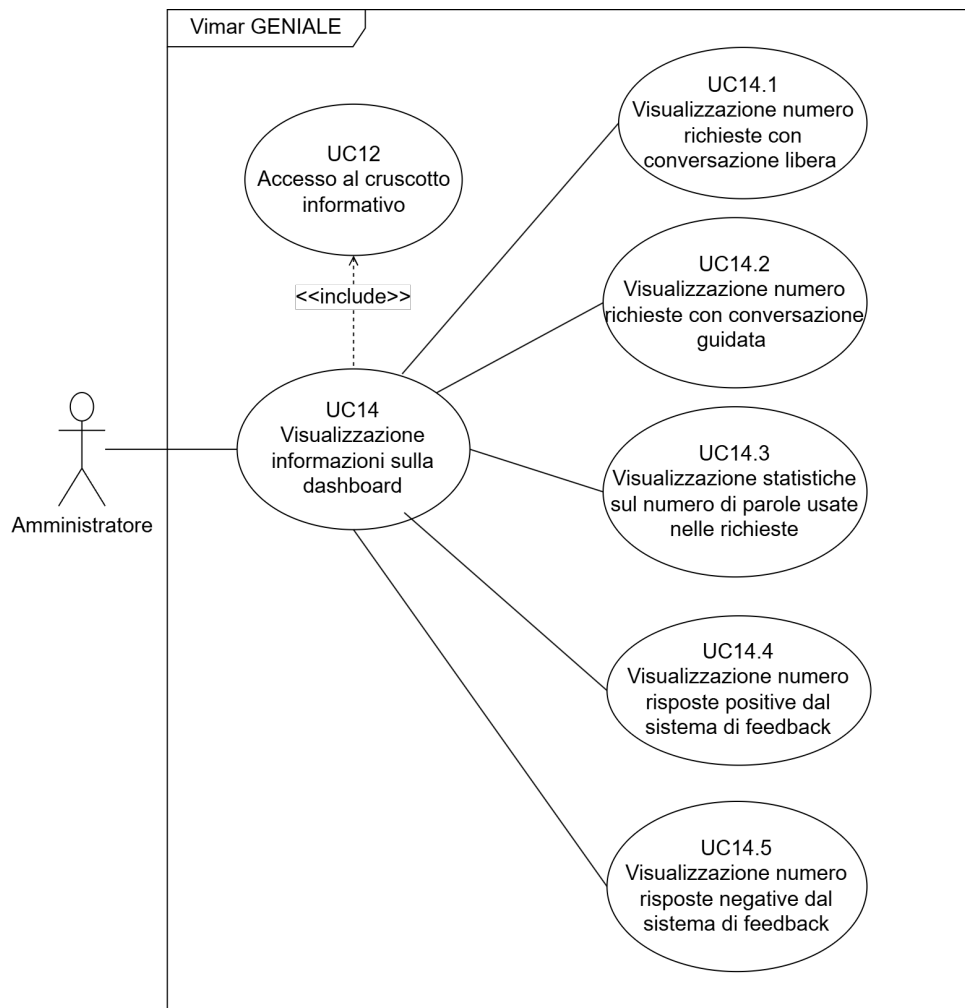 Vimar GENIALE
UC12
Accesso al cruscotto
informativo
<<include>>
UC14
Visualizzazione
informazioni sulla
dashboard
Amministratore
UC14.1
Visualizzazione numero
richieste con
conversazione libera
UC14.2
Visualizzazione numero
richieste con conversazione
guidata
UC14.3
Visualizzazione statistiche
sul numero di parole usate
nelle richieste
UC14.4
Visualizzazione numero
risposte positive dal
sistema di feedback
UC14.5
Visualizzazione numero
risposte negative dal
sistema di feedback